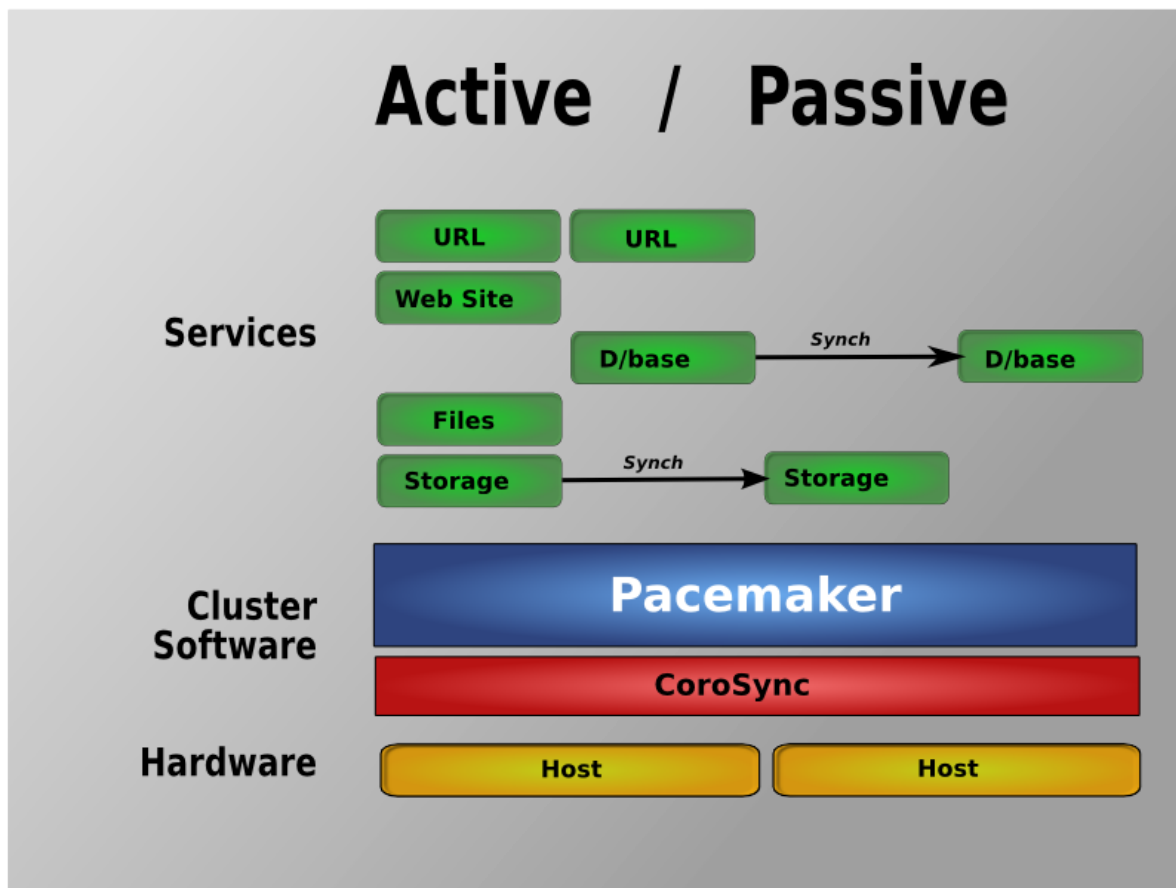 Active / Passive
URL
URL
Web Site
Services
D/base
Synch
D/base
Files
Storage
Synch
Storage
Cluster
Software
Pacemaker
CoroSync
Hardware
Host
Host